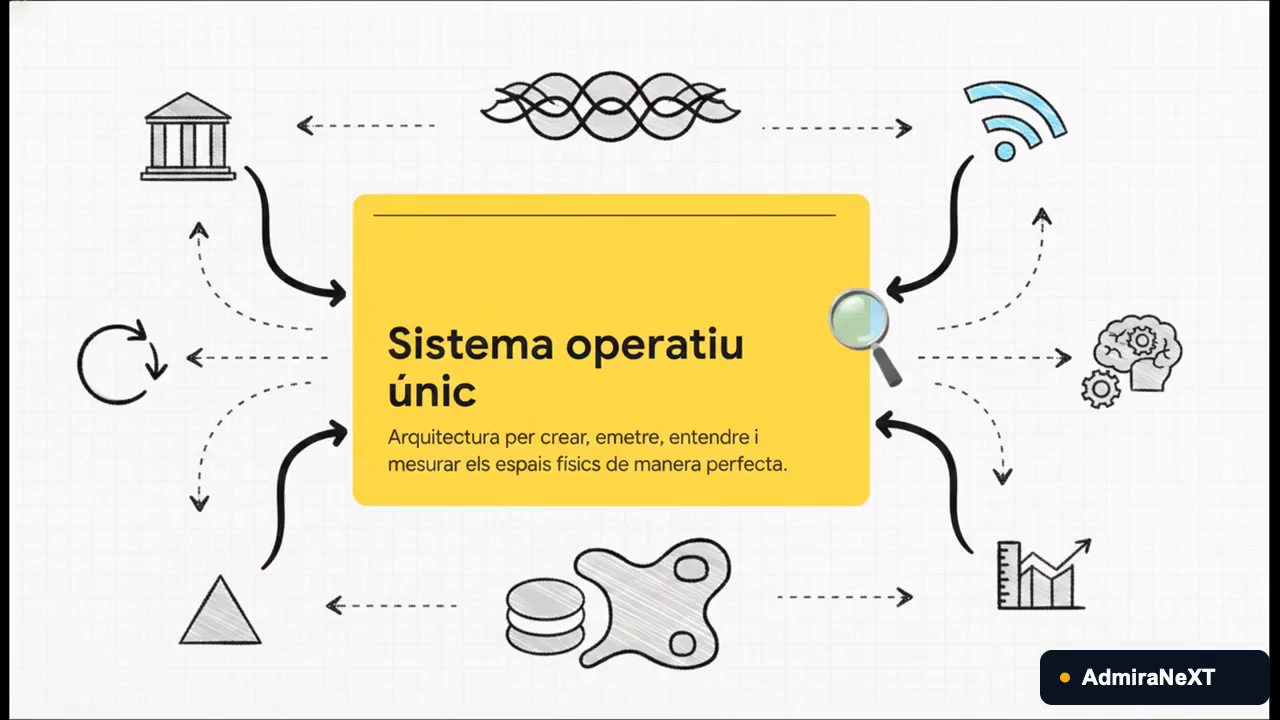 Sistema operatiu
únic
Arquitectura per crear, emetre, entendre i
mesurar els espais físics de manera perfecta.
AdmiraNeXT